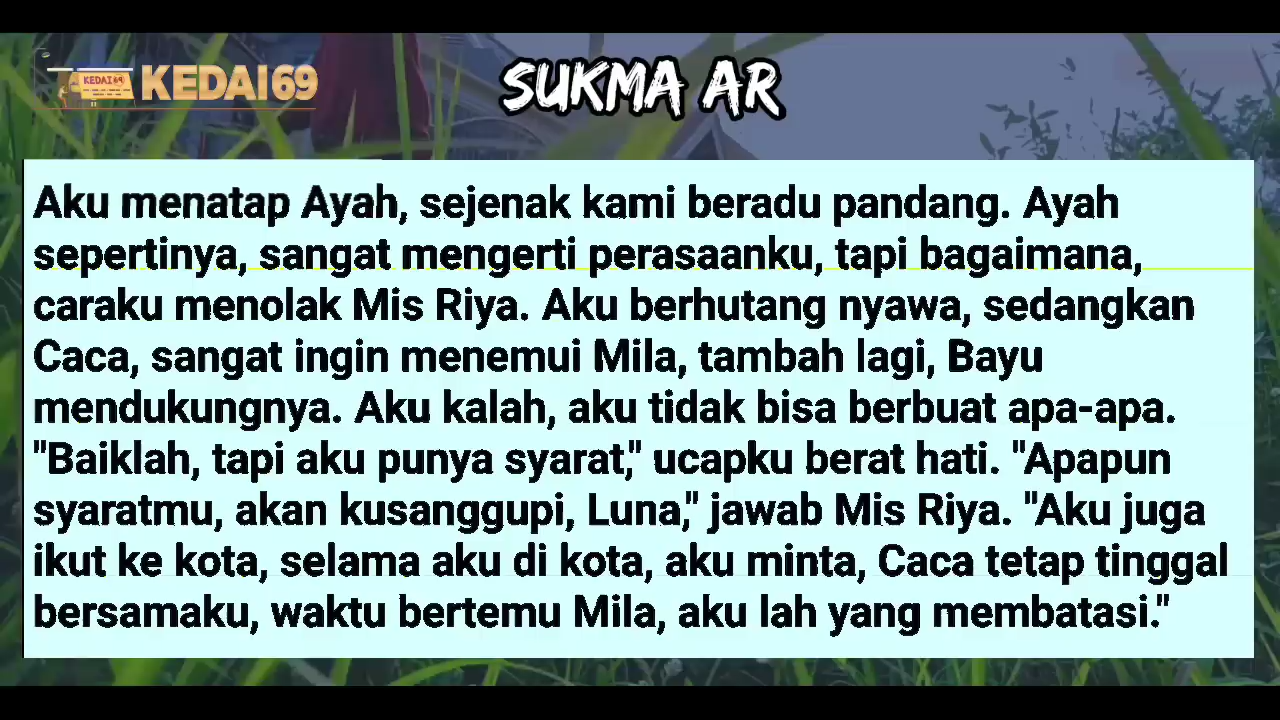 KEDAI 69
KEDAI69
SUKMA AR
Aku menatap Ayah, sejenak kami beradu pandang. Ayah
sepertinya, sangat mengerti perasaanku, tapi bagaimana,
caraku menolak Mis Riya. Aku berhutang nyawa, sedangkan
Caca, sangat ingin menemui Mila, tambah lagi, Bayu
mendukungnya. Aku kalah, aku tidak bisa berbuat apa-apa.
"Baiklah, tapi aku punya syarat," ucapku berat hati. "Apapun
syaratmu, akan kusanggupi, Luna," jawab Mis Riya. "Aku juga
ikut ke kota, selama aku di kota, aku minta, Caca tetap tinggal
bersamaku, waktu bertemu Mila, aku lah yang membatasi."